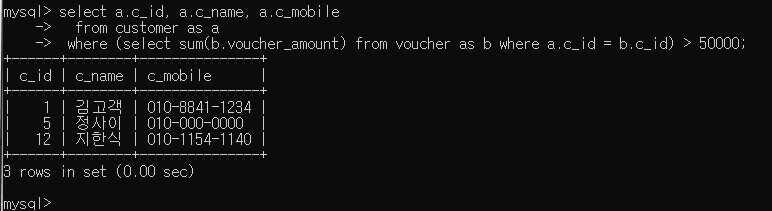 mysql> select a.c_id, a.c_name, a.c_mobile
    ->  from customer as a
    -> where (select sum(b.voucher_amount) from voucher as b where a.c_id = b.c_id) > 50000;
+------+--------+---------------+
| c_id | c_name | c_mobile      |
+------+--------+---------------+
|    1 | 김고객 | 010-8841-1234 |
|    5 | 정사이 | 010-000-0000  |
|   12 | 지한식 | 010-1154-1140 |
+------+--------+---------------+
3 rows in set (0.00 sec)
mysql>